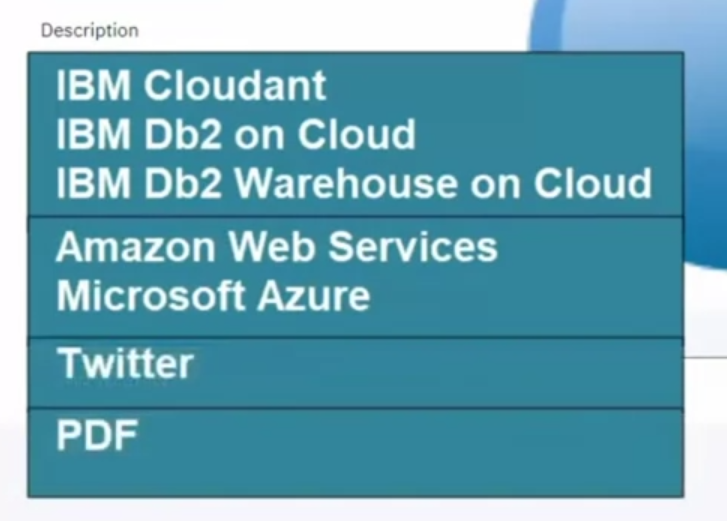 Description
IBM Cloudant
IBM Db2 on Cloud
IBM Db2 Warehouse on Cloud
Amazon Web Services
Microsoft Azure
Twitter
PDF